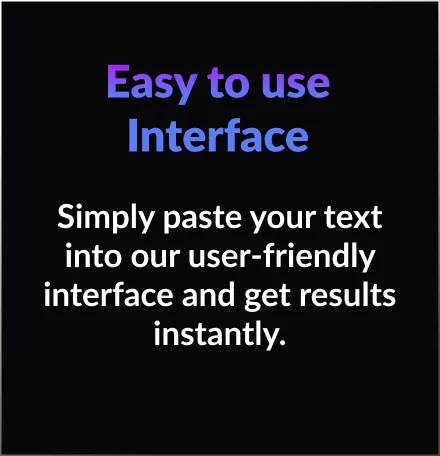 Easy to use
Interface
Simply paste your text
into our user-friendly
interface and get results
instantly.